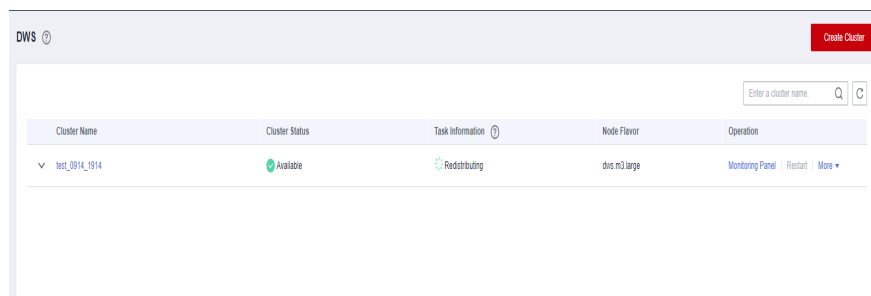 DWS ?
Create Cluster
Enter a cluster name.
Cluster Name Cluster Status Task Information ? Node Flavor Operation
test_0914_1914 Available Redistributing dws.m3.large Monitoring Panel | Restart | More